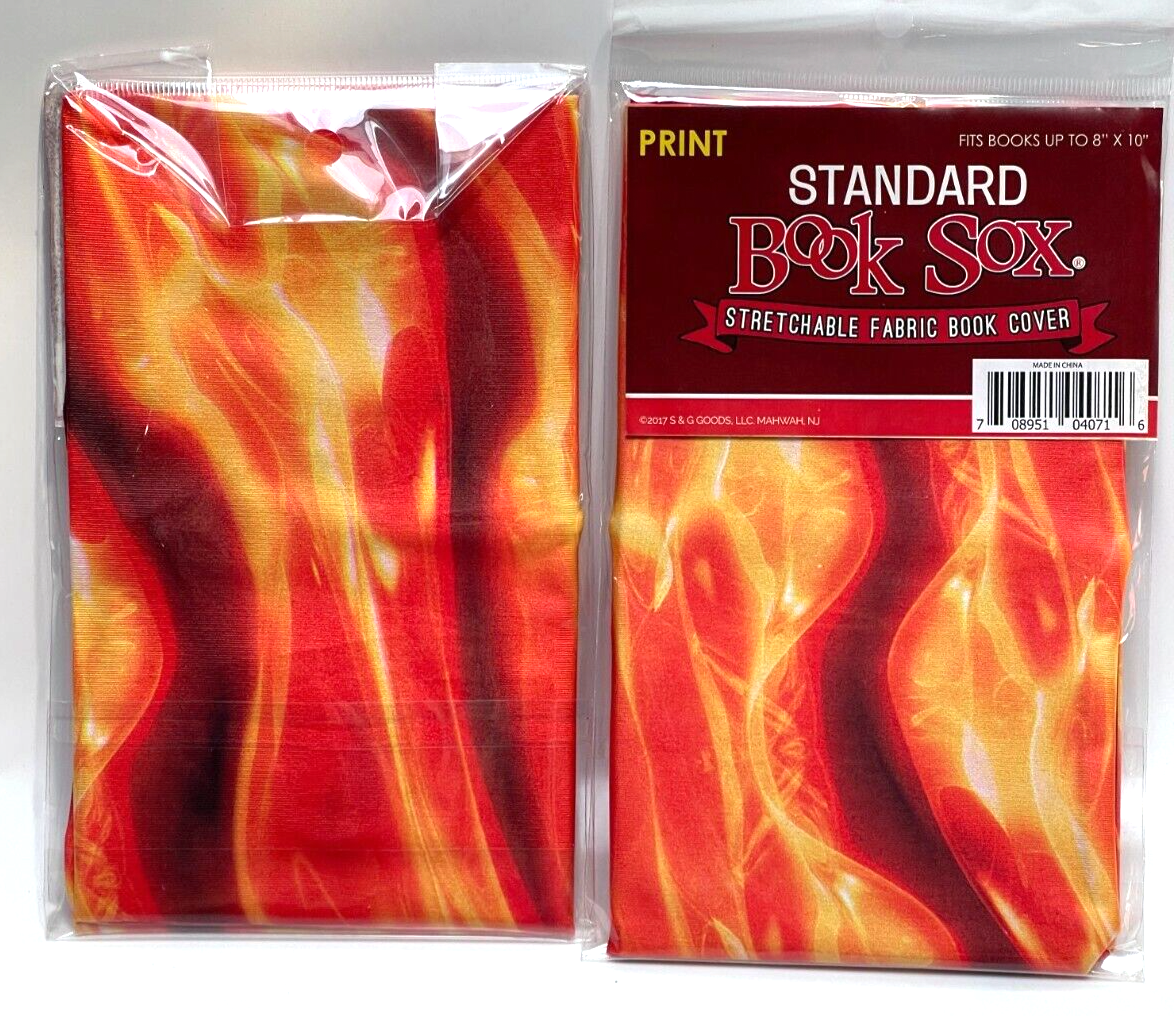 PRINT
FITS BOOKS UP TO 8" X 10"
STANDARD
Book Sox®
STRETCHABLE FABRIC BOOK COVER
MADE IN CHINA
7 08951 04071 6
©2017 S & G GOODS, LLC. MAHWAH, NJ